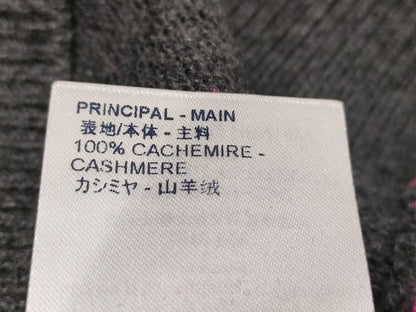 PRINCIPAL - MAIN
表地/本体 - 主料
100% CACHEMIRE -
CASHMERE
カシミヤ - 山羊绒